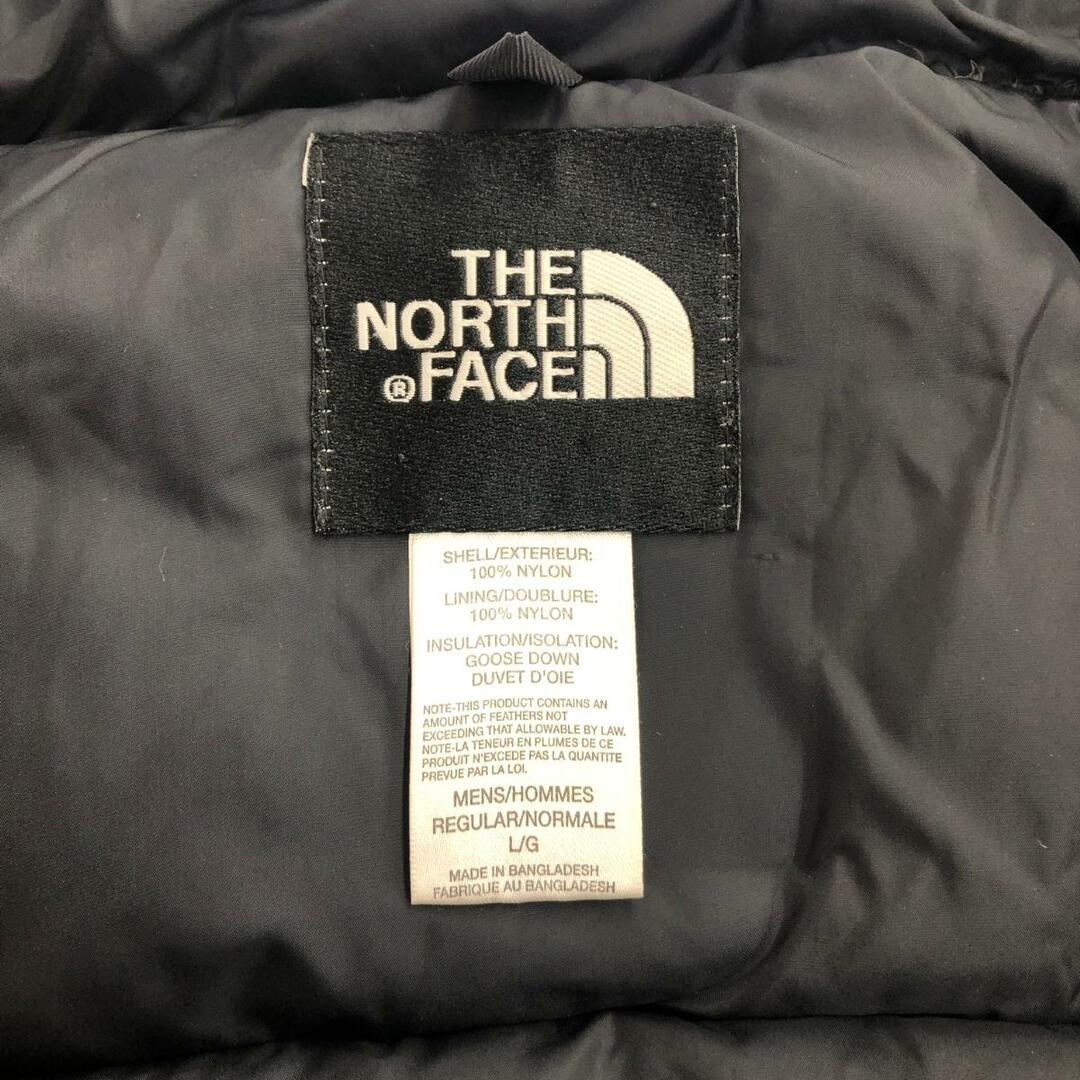 THE
NORTH
® FACE
SHELL/EXTERIEUR:
100% NYLON
LINING/DOUBLURE:
100% NYLON
INSULATION/ISOLATION:
GOOSE DOWN
DUVET D'OIE
NOTE-THIS PRODUCT CONTAINS AN
AMOUNT OF FEATHERS NOT
EXCEEDING THAT ALLOWABLE BY LAW.
NOTE-LA TENEUR EN PLUMES DE CE
PRODUIT N'EXCEDE PAS LA QUANTITE
PREVUE PAR LA LOI.
MENS/HOMMES
REGULAR/NORMALE
L/G
MADE IN BANGLADESH
FABRIQUE AU BANGLADESH